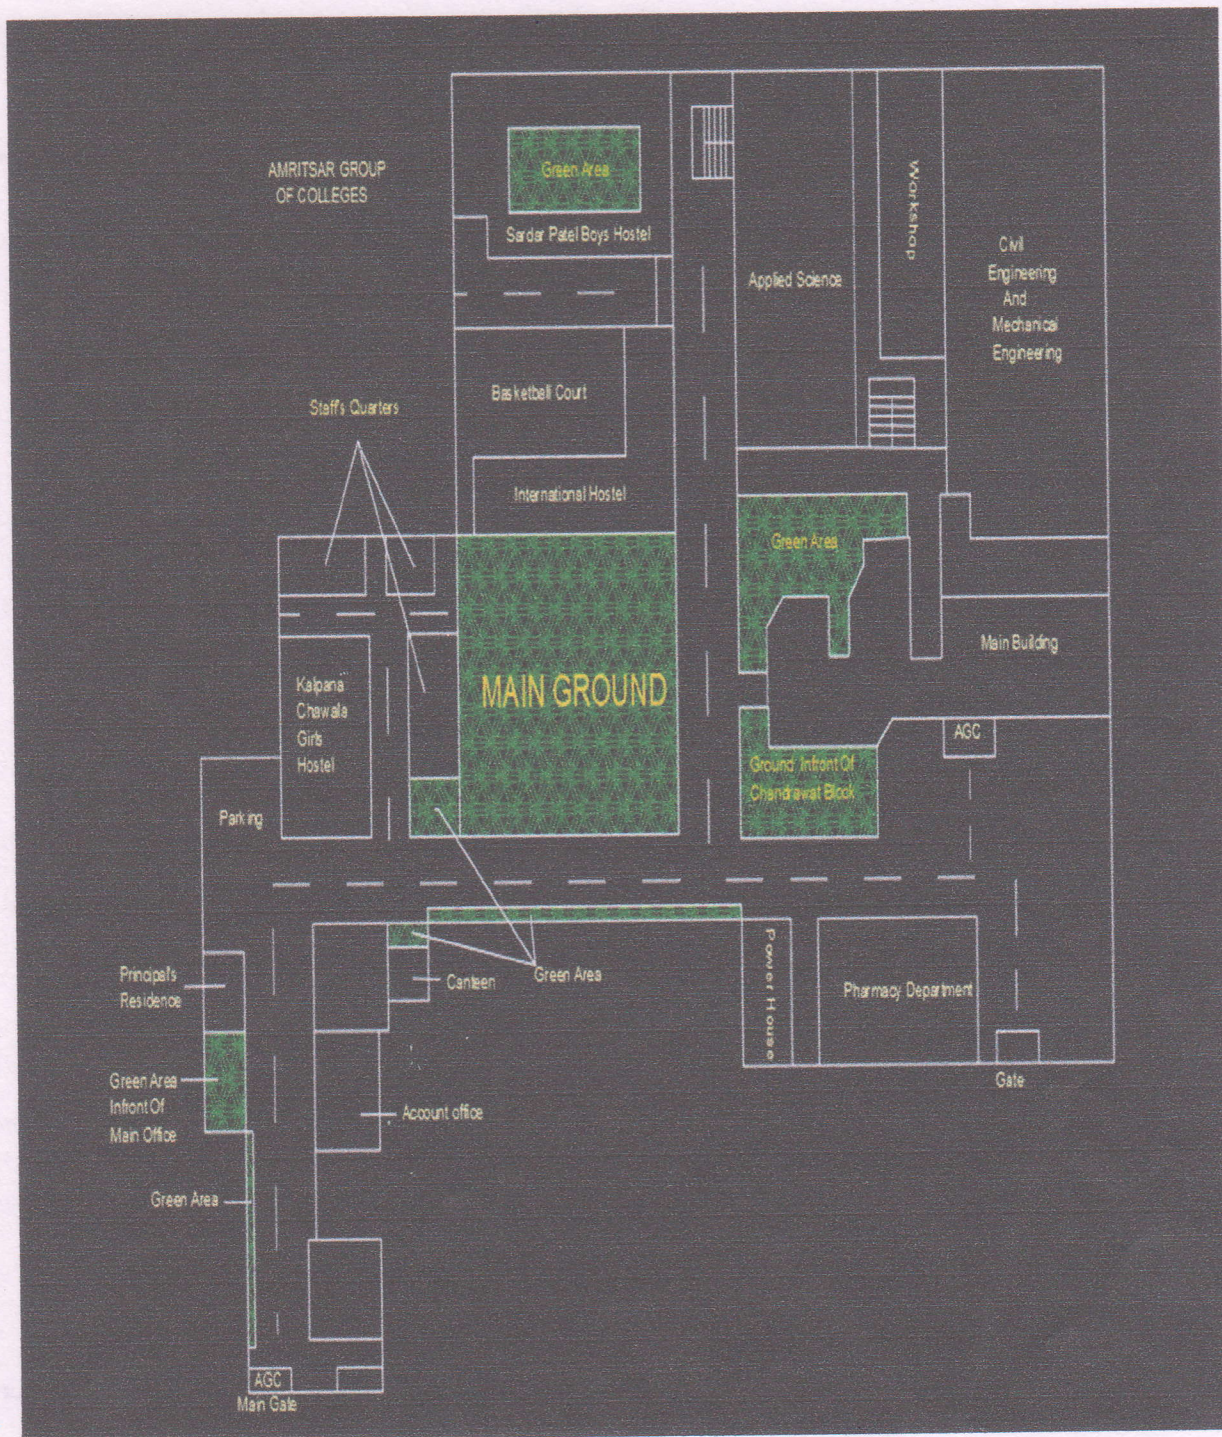 AMRITSAR GROUP
OF COLLEGES
Green Area
Sardar Patel Boys Hostel
Workshop
Applied Science
Civil
Engineering
And
Mechanical
Engineering
Basketball Court
Staff's Quarters
International Hostel
Green Area
Main Building
MAIN GROUND
Kalpana
Chawala
Girls
Hostel
AGC
Ground Infront Of
Chandrawat Block
Parking
Power House
Principal's
Residence
Canteen
Green Area
Pharmacy Department
Gate
Green Area
Infront Of
Main Office
Account office
Green Area
AGC
Main Gate